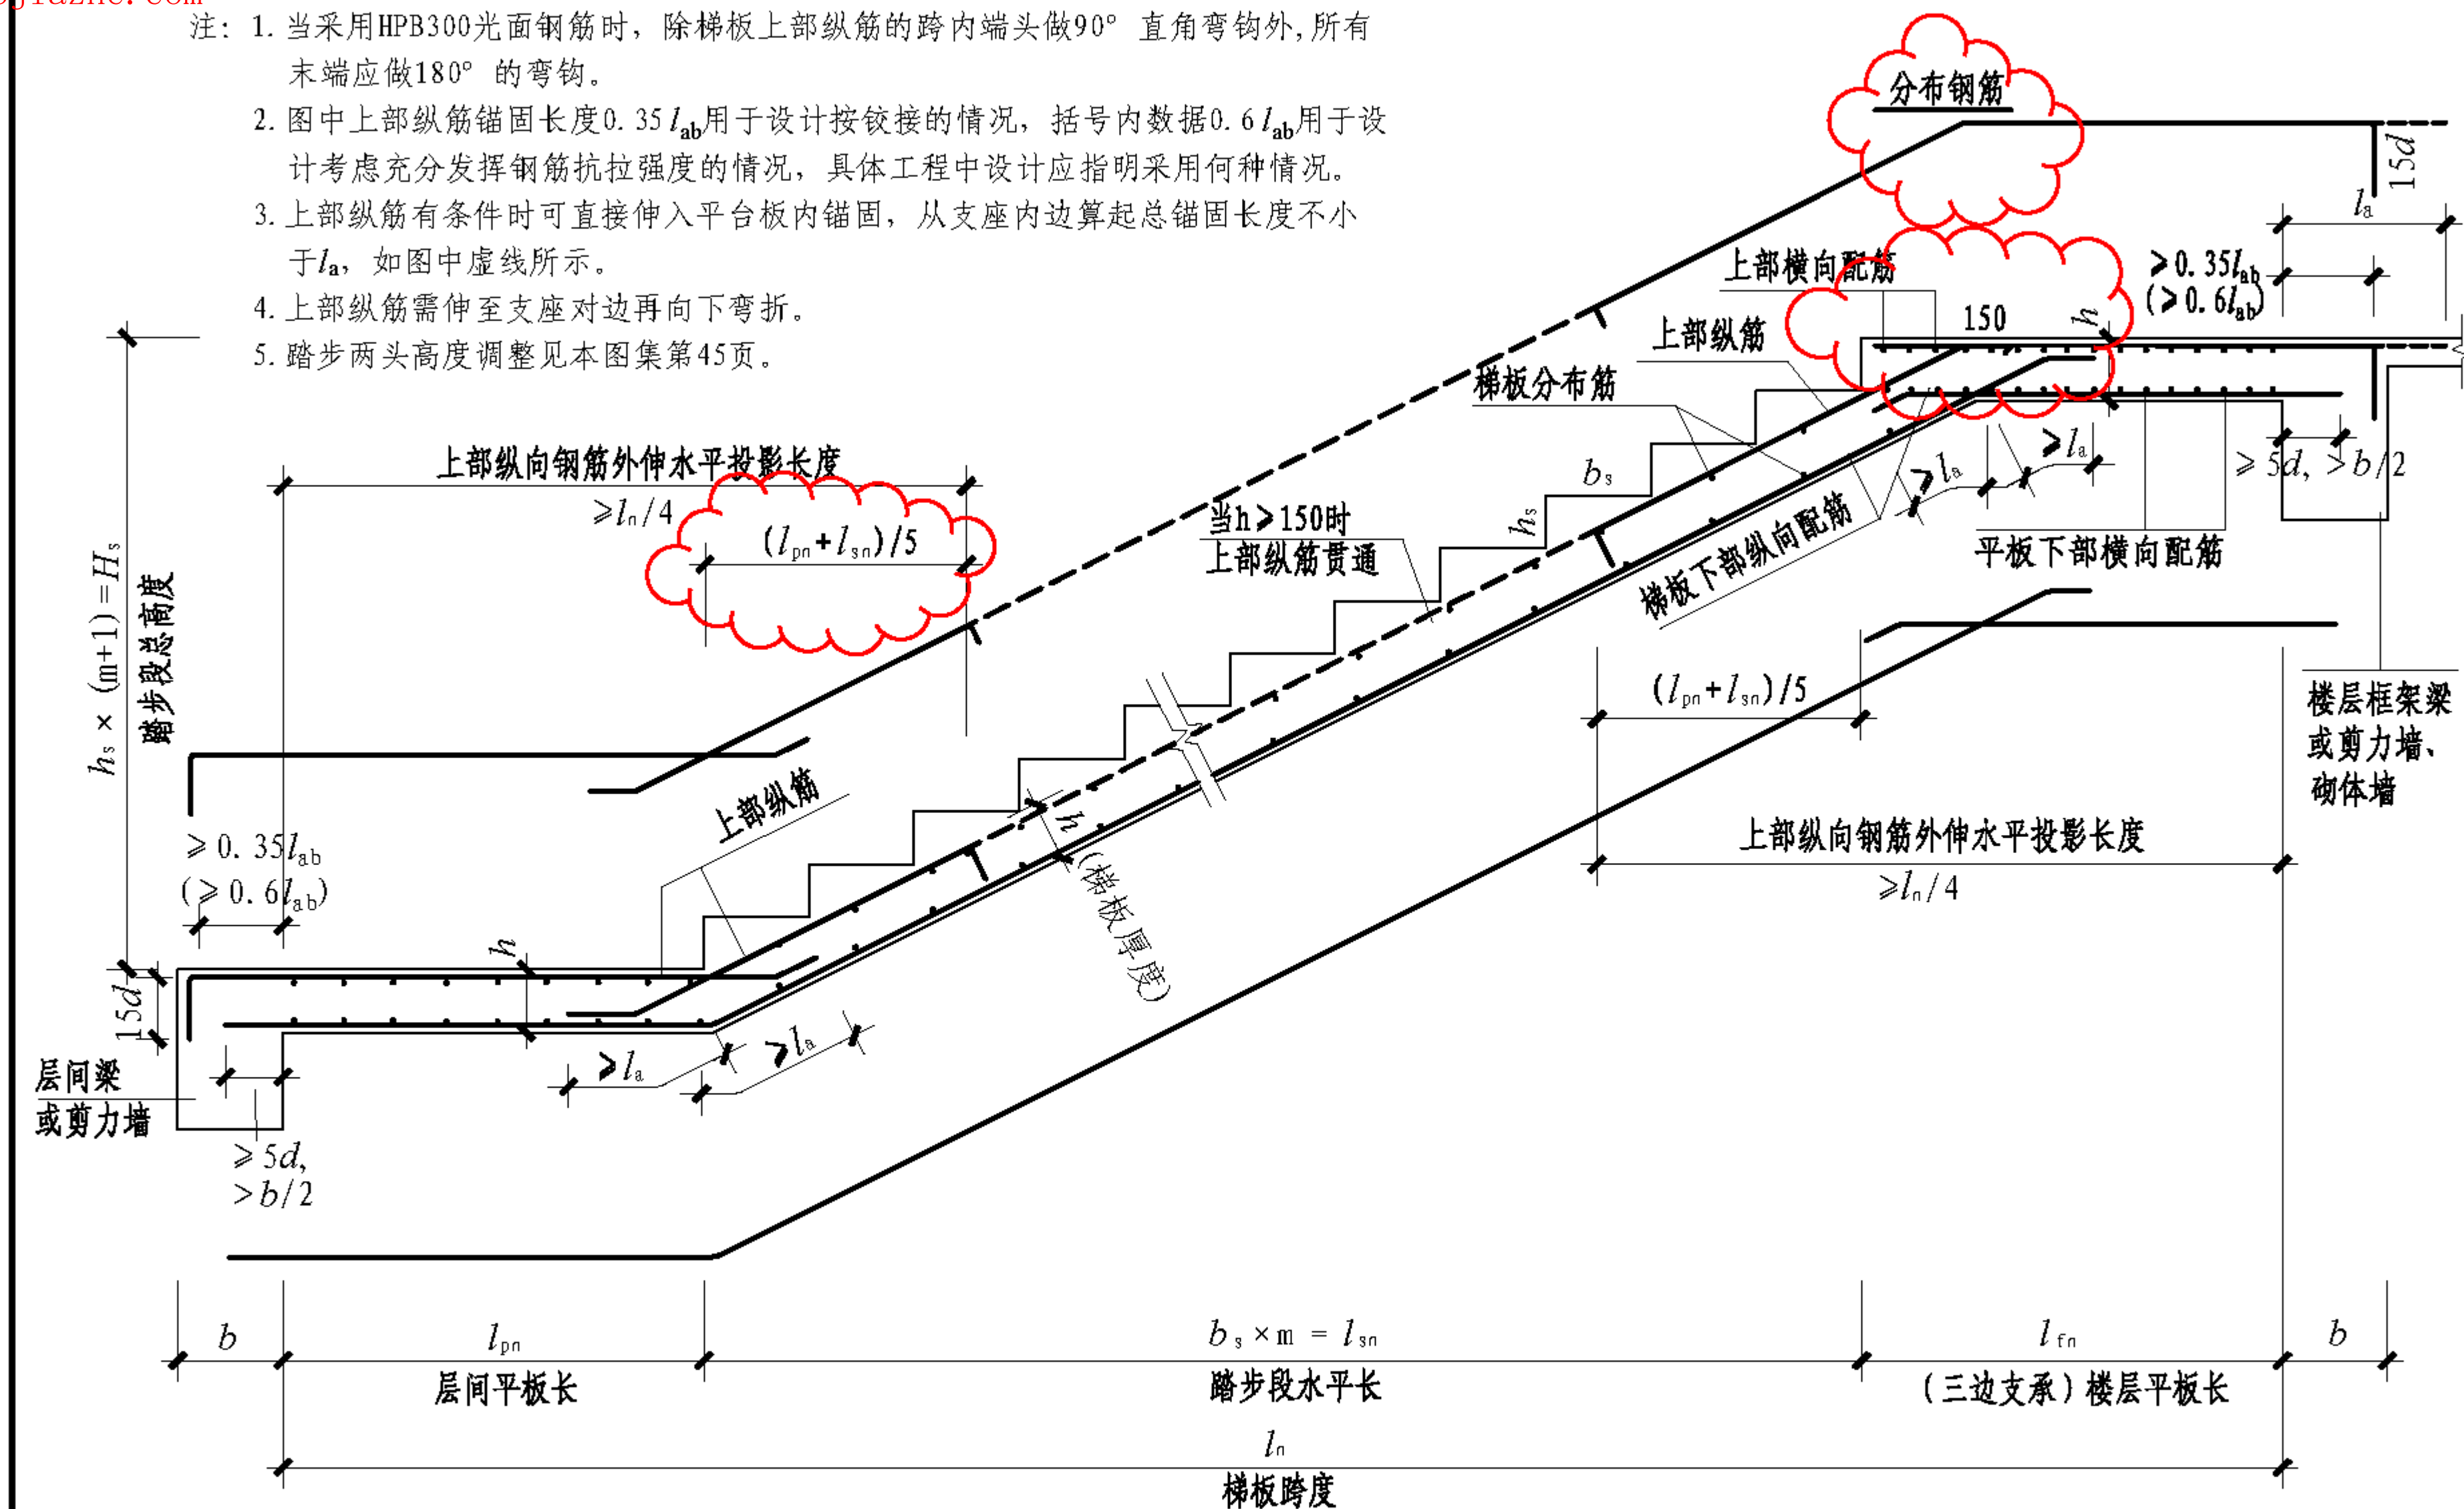 注：1. 当采用HPB300光面钢筋时，除梯板上部纵筋的跨内端头做90° 直角弯钩外,所有
末端应做180° 的弯钩。
2. 图中上部纵筋锚固长度0.35lab用于设计按铰接的情况，括号内数据0.6lab用于设
计考虑充分发挥钢筋抗拉强度的情况，具体工程中设计应指明采用何种情况。
3. 上部纵筋有条件时可直接伸入平台板内锚固，从支座内边算起总锚固长度不小
于la，如图中虚线所示。
4. 上部纵筋需伸至支座对边再向下弯折。
5. 踏步两头高度调整见本图集第45页。
分布钢筋
15d
la
上部横向配筋
≥0.35lab
(≥0.6lab)
150
h
上部纵筋
梯板分布筋
上部纵向钢筋外伸水平投影长度
≥ln/4
(lpn+lsn)/5
当h≥150时
上部纵筋贯通
bs
hs
≥la
≥la
≥5d, >b/2
梯板下部纵向配筋
平板下部横向配筋
hs×(m+1)=Hs
踏步段总高度
(lpn+lsn)/5
楼层框架梁
或剪力墙、
砌体墙
上部纵筋
h
(梯板厚度)
上部纵向钢筋外伸水平投影长度
≥ln/4
≥0.35lab
(≥0.6lab)
h
15d
≥la
≥la
层间梁
或剪力墙
≥5d,
>b/2
b
lpn
bs×m = lsn
lfn
b
层间平板长
踏步段水平长
(三边支承)楼层平板长
ln
梯板跨度